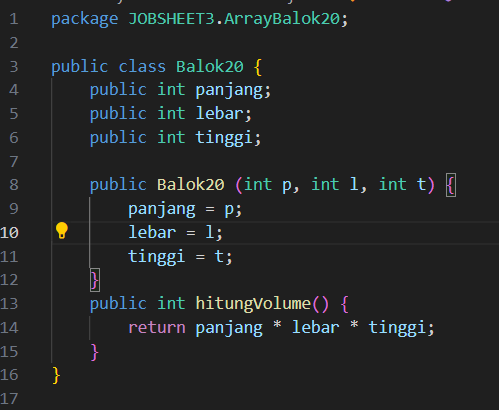 1 package JOBSHEET3.ArrayBalok20;
2
3 public class Balok20 {
4     public int panjang;
5     public int lebar;
6     public int tinggi;
7
8     public Balok20 (int p, int l, int t) {
9         panjang = p;
10         lebar = l;
11         tinggi = t;
12     }
13     public int hitungVolume() {
14         return panjang * lebar * tinggi;
15     }
16 }
17